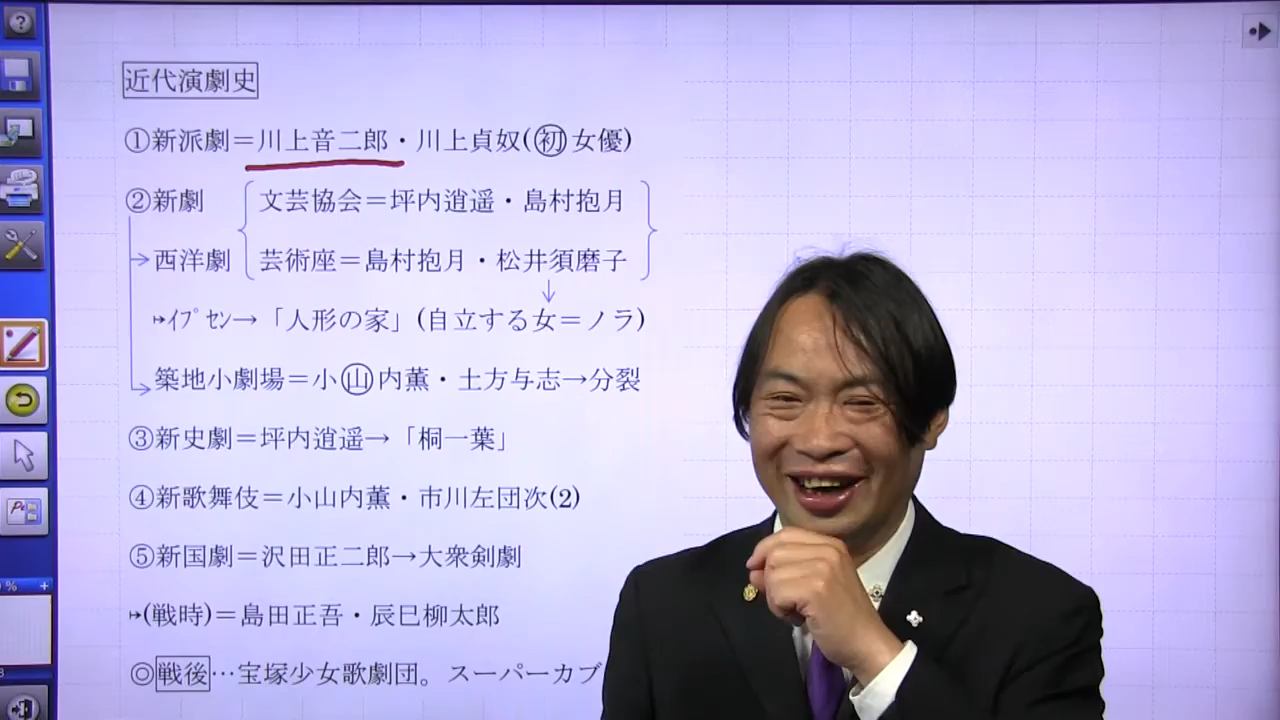 近代演劇史
①新派劇＝川上音二郎・川上貞奴(初女優)
②新劇
文芸協会＝坪内逍遥・島村抱月
→西洋劇
芸術座＝島村抱月・松井須磨子
↓
↦ｲﾌﾟｾﾝ→「人形の家」(自立する女＝ノラ)
築地小劇場＝小山内薫・土方与志→分裂
③新史劇＝坪内逍遥→「桐一葉」
④新歌舞伎＝小山内薫・市川左団次(2)
⑤新国劇＝沢田正二郎→大衆剣劇
↦(戦時)＝島田正吾・辰巳柳太郎
◎戦後…宝塚少女歌劇団。スーパーカブ